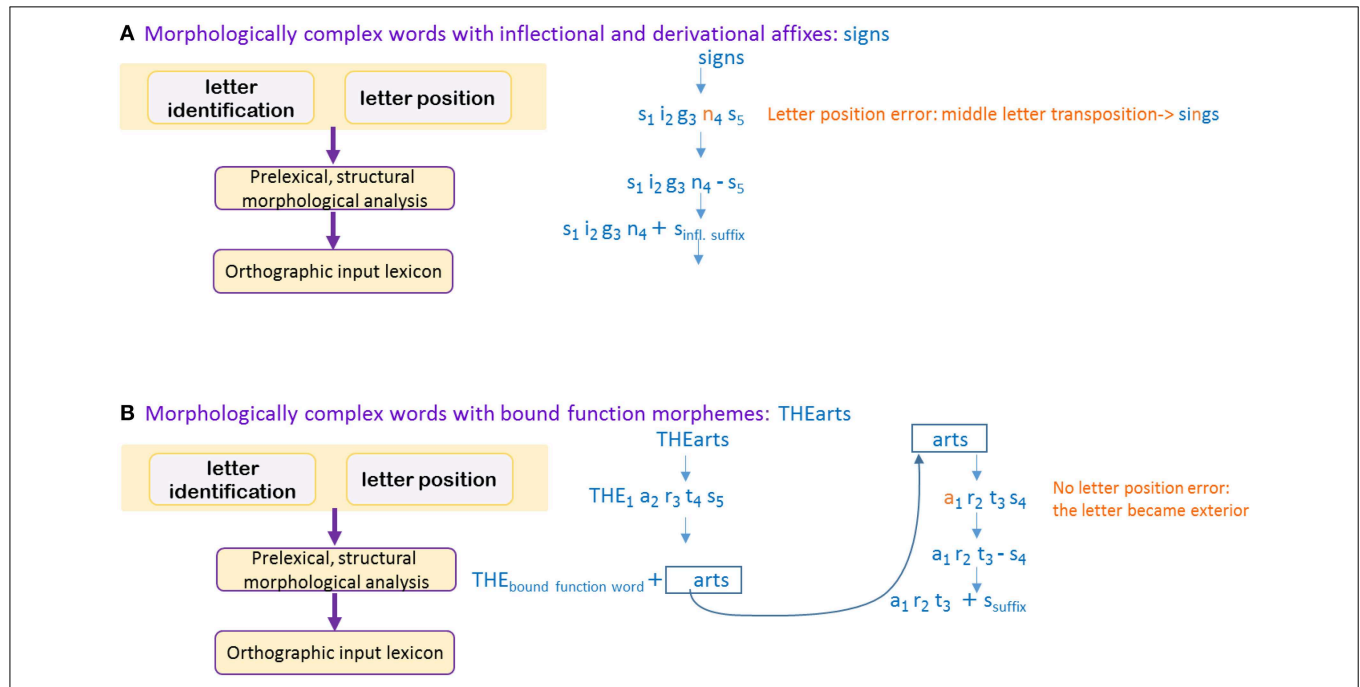 A Morphologically complex words with inflectional and derivational affixes: signs
letter
identification
letter position
Prelexical, structural
morphological analysis
Orthographic input lexicon
signs
s₁ i₂ g₃ n₄ s₅
Letter position error: middle letter transposition-> sings
s₁ i₂ g₃ n₄ - s₅
s₁ i₂ g₃ n₄ + s infl. suffix
B Morphologically complex words with bound function morphemes: THEarts
letter
identification
letter position
Prelexical, structural
morphological analysis
Orthographic input lexicon
THEarts
THE₁ a₂ r₃ t₄ s₅
THE bound function word + arts
arts
a₁ r₂ t₃ s₄
No letter position error:
the letter became exterior
a₁ r₂ t₃ - s₄
a₁ r₂ t₃ + s suffix